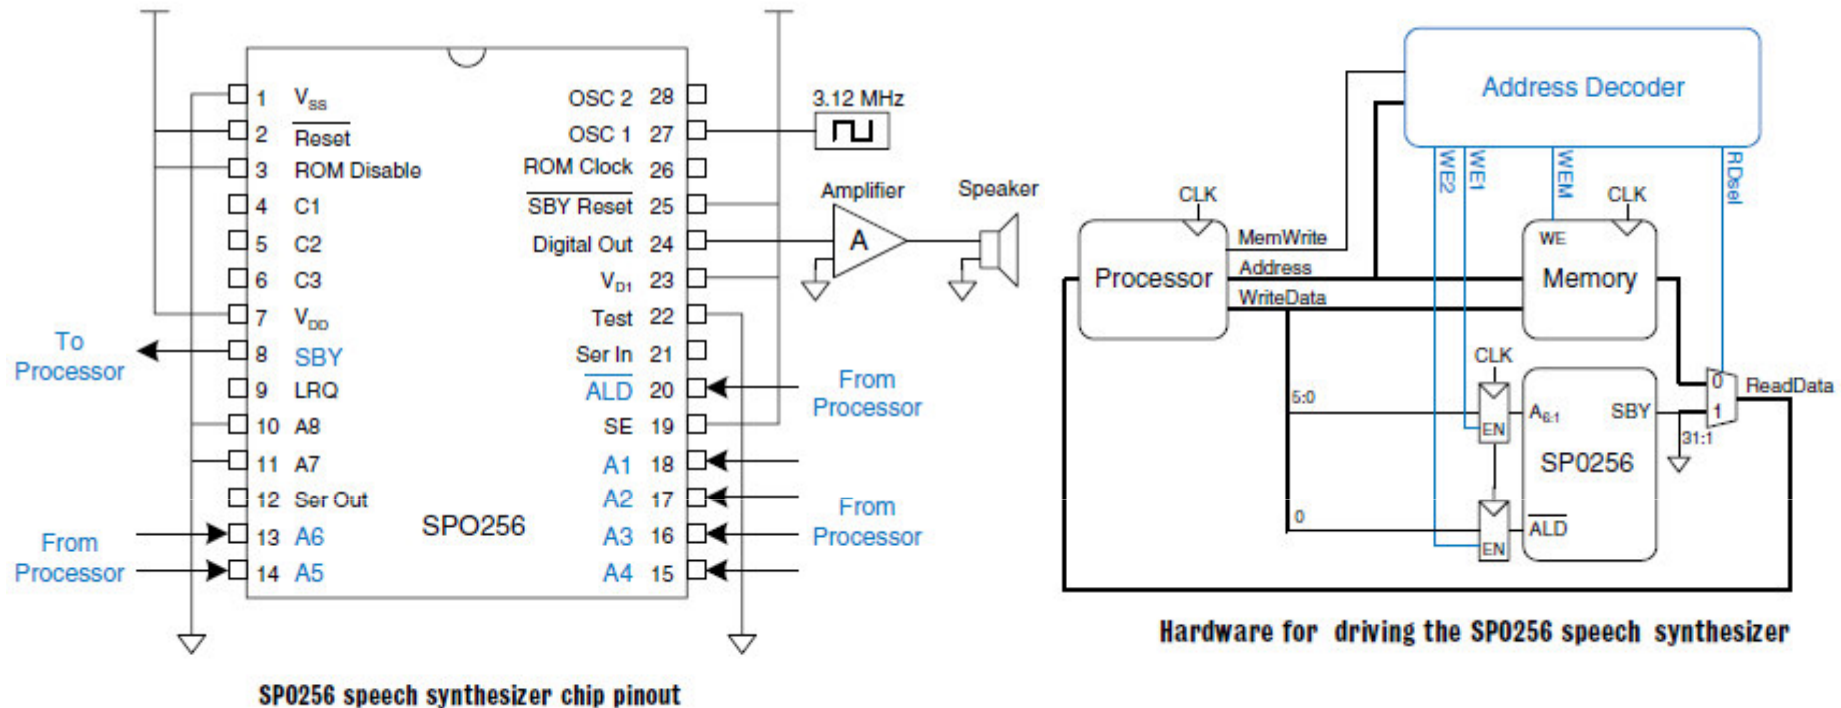 1 V_SS
2 Reset
3 ROM Disable
4 C1
5 C2
6 C3
7 V_DD
8 SBY
9 LRQ
10 A8
11 A7
12 Ser Out
13 A6
14 A5
OSC 2 28
OSC 1 27
ROM Clock 26
SBY Reset 25
Digital Out 24
V_D1 23
Test 22
Ser In 21
ALD 20
SE 19
A1 18
A2 17
A3 16
A4 15
SPO256
To
Processor
From
Processor
3.12 MHz
Amplifier
A
Speaker
From
Processor
From
Processor
SPO256 speech synthesizer chip pinout
Address Decoder
WE2
WE1
WEM
RDsel
CLK
Processor
MemWrite
Address
WriteData
CLK
WE
Memory
CLK
5:0
EN
A6:1
SBY
SP0256
0
EN
ALD
0
1
31:1
ReadData
Hardware for driving the SP0256 speech synthesizer